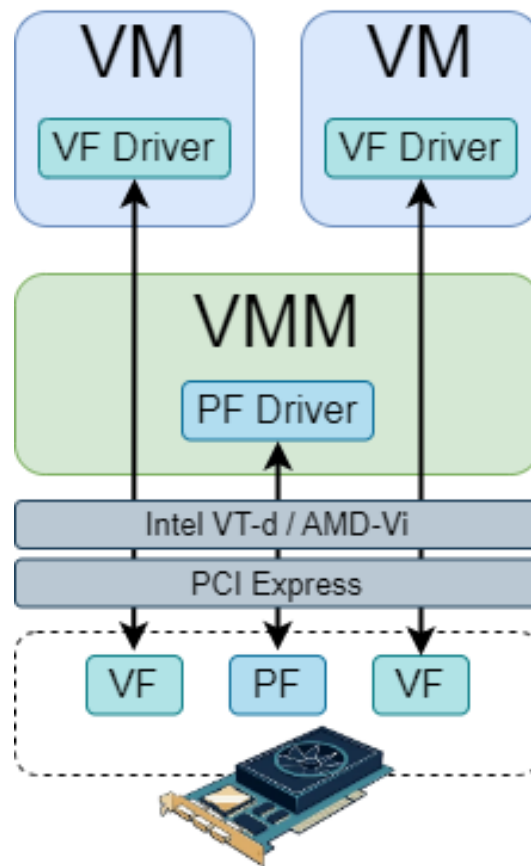 VM
VM
VF Driver
VF Driver
VMM
PF Driver
Intel VT-d / AMD-Vi
PCI Express
VF
PF
VF